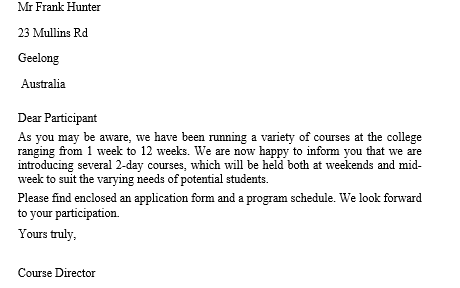 Mr Frank Hunter
23 Mullins Rd
Geelong
Australia
Dear Participant
As you may be aware, we have been running a variety of courses at the college
ranging from 1 week to 12 weeks. We are now happy to inform you that we are
introducing several 2-day courses, which will be held both at weekends and mid-
week to suit the varying needs of potential students.
Please find enclosed an application form and a program schedule. We look forward
to your participation.
Yours truly,
Course Director